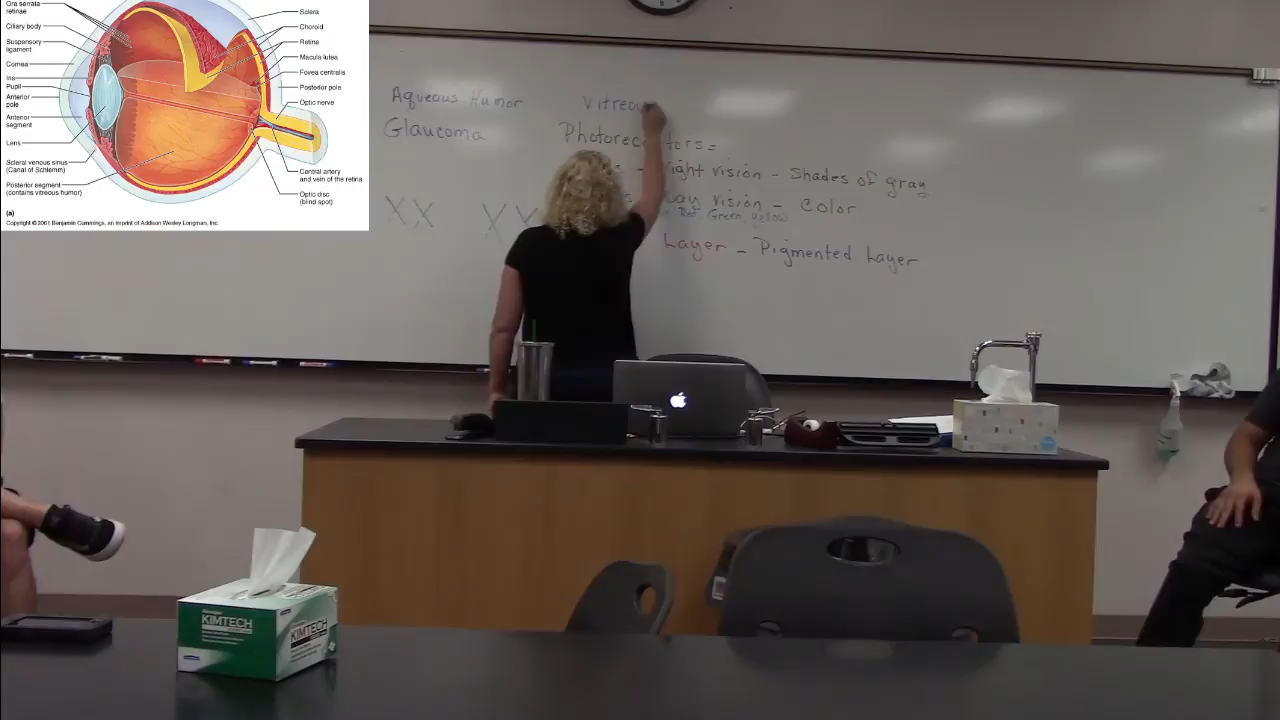 Ora serrata
retinae
Ciliary body
Suspensory
ligament
Cornea
Iris
Pupil
Anterior
pole
Anterior
segment
Lens
Scleral venous sinus
(Canal of Schlemm)
Posterior segment
(contains vitreous humor)
Sclera
Choroid
Retina
Macula lutea
Fovea centralis
Posterior pole
Optic nerve
Central artery
and vein of the retina
Optic disc
(blind spot)
(a)
Copyright © 2001 Benjamin Cummings, an imprint of Addison Wesley Longman, Inc.
Aqueous Humor
Glaucoma
XX
Vitreou
Photoreceptors=
– Night vision – Shades of gray
Day vision – Color
Red, Green, Yellow
Layer – Pigmented Layer
KIMTECH
KIMTECH